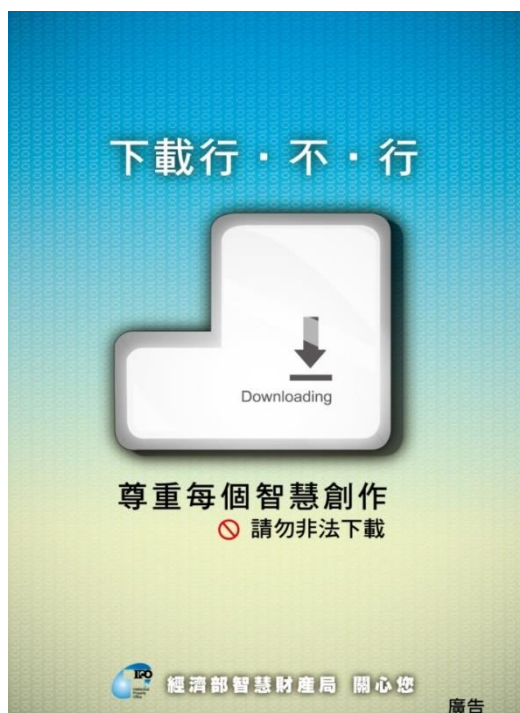 下載行‧不‧行
Downloading
尊重每個智慧創作
請勿非法下載
TIPO
經濟部智慧財產局 關心您
廣告